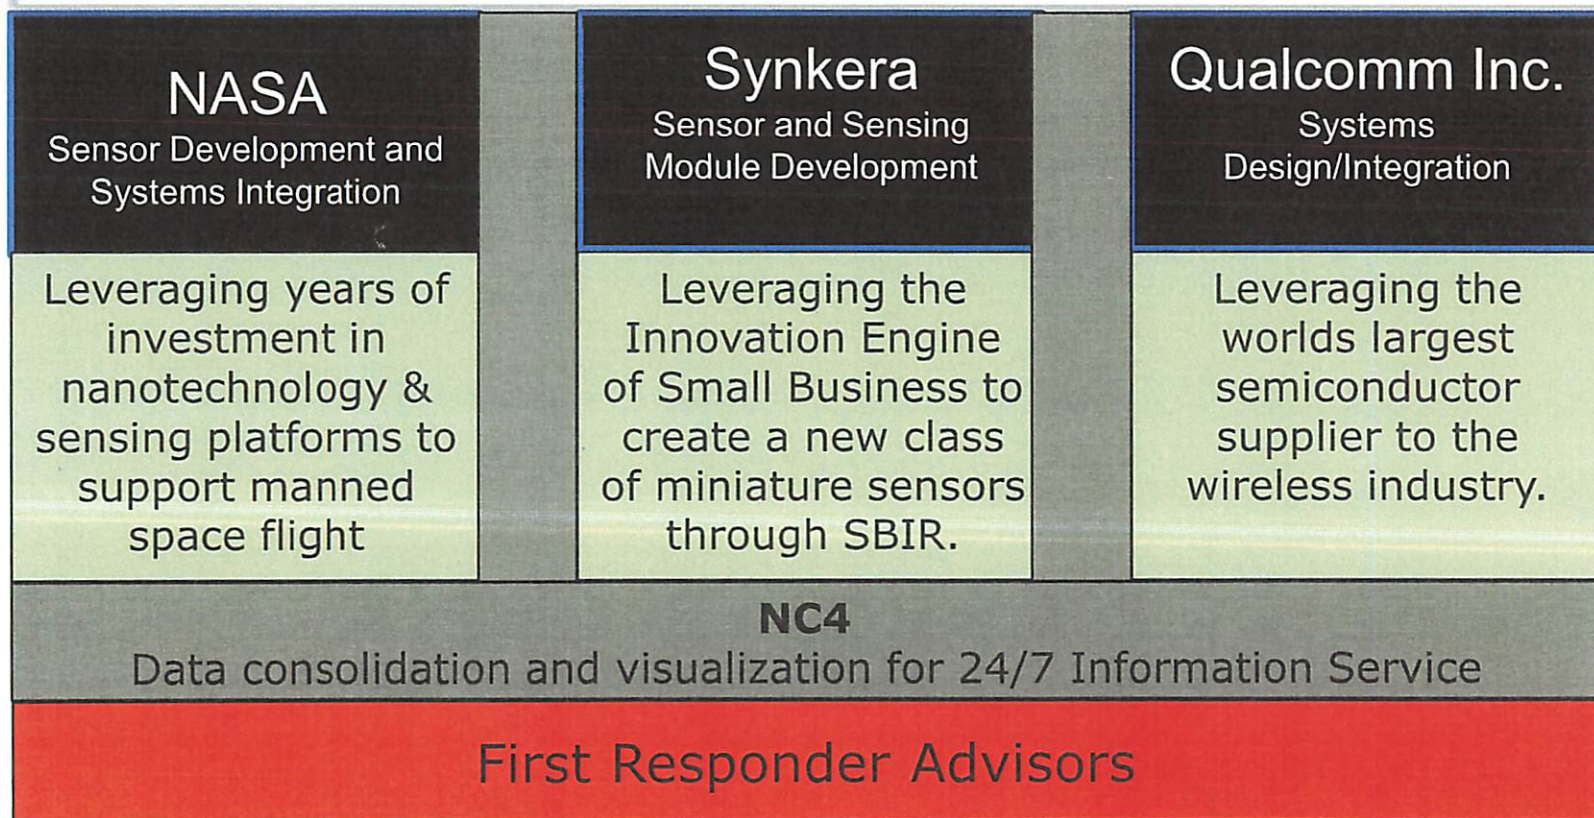 NASA
Sensor Development and
Systems Integration
Leveraging years of
investment in
nanotechnology &
sensing platforms to
support manned
space flight
Synkera
Sensor and Sensing
Module Development
Leveraging the
Innovation Engine
of Small Business to
create a new class
of miniature sensors
through SBIR.
Qualcomm Inc.
Systems
Design/Integration
Leveraging the
worlds largest
semiconductor
supplier to the
wireless industry.
NC4
Data consolidation and visualization for 24/7 Information Service
First Responder Advisors